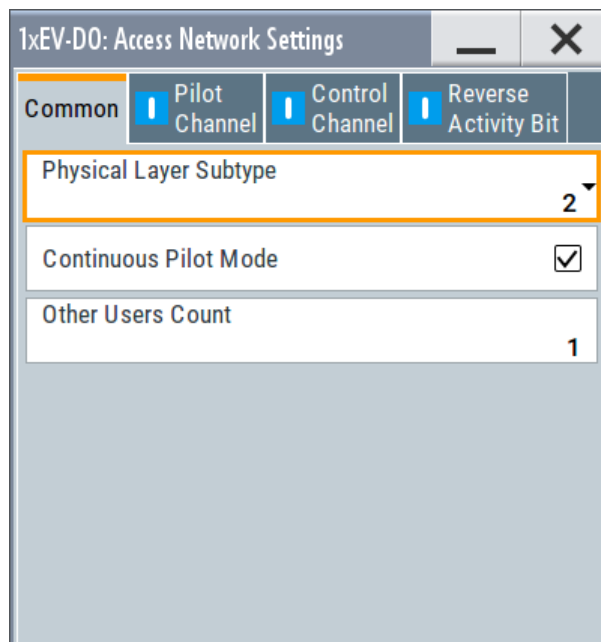 1xEV-DO: Access Network Settings
Common
Pilot
Channel
Control
Channel
Reverse
Activity Bit
Physical Layer Subtype
2
Continuous Pilot Mode
Other Users Count
1